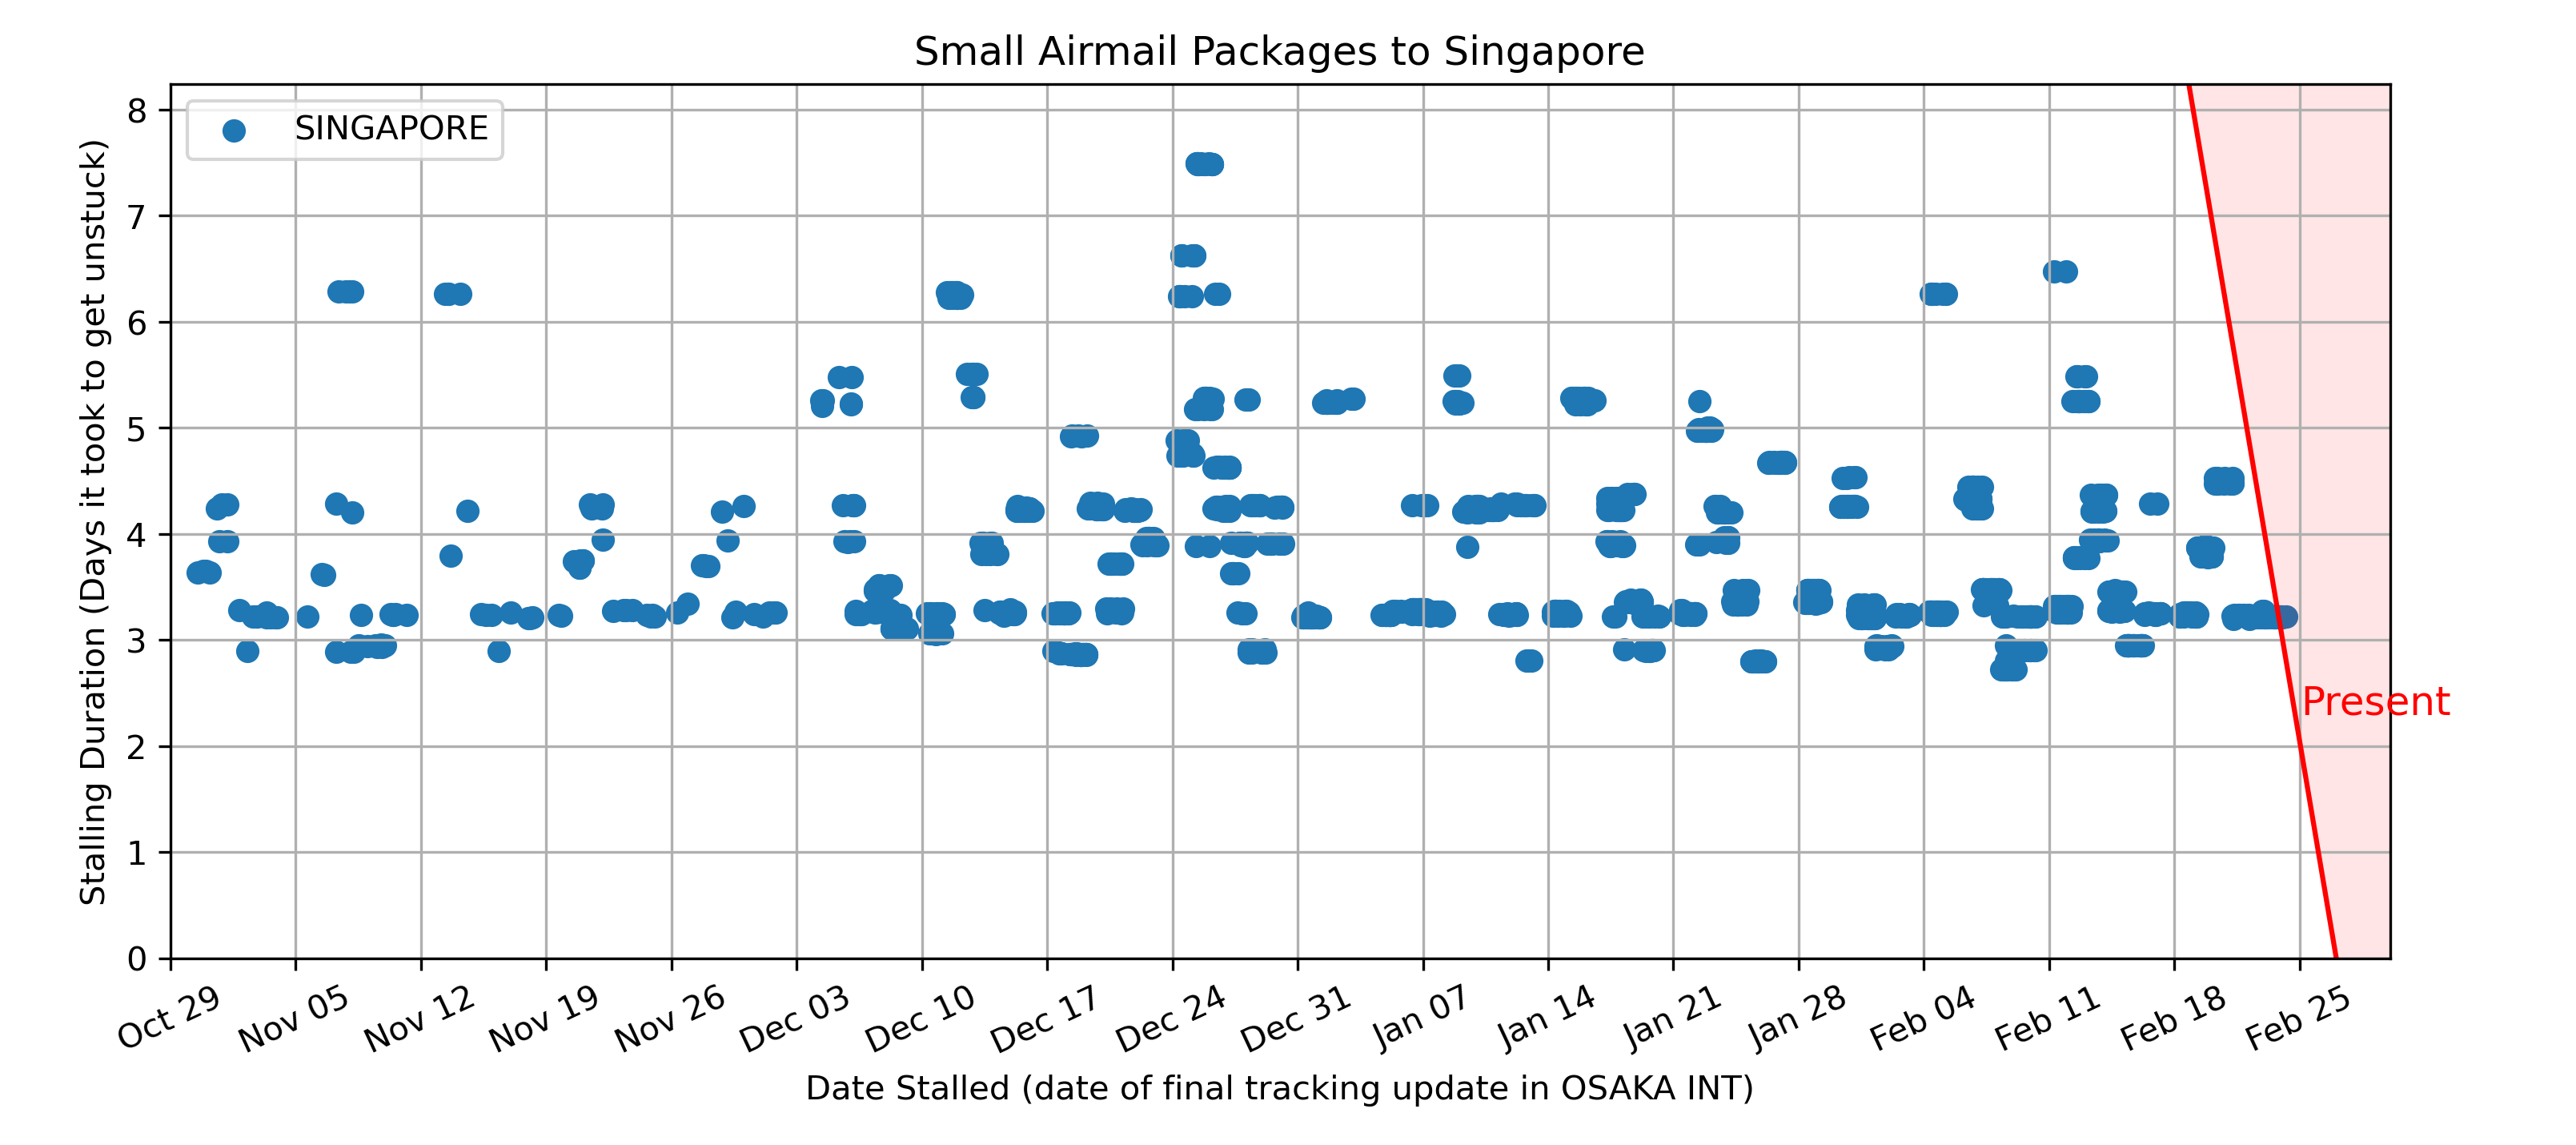 Small Airmail Packages to Singapore
SINGAPORE
Stalling Duration (Days it took to get unstuck)
8
7
6
5
4
3
2
1
0
Present
Oct 29
Nov 05
Nov 12
Nov 19
Nov 26
Dec 03
Dec 10
Dec 17
Dec 24
Dec 31
Jan 07
Jan 14
Jan 21
Jan 28
Feb 04
Feb 11
Feb 18
Feb 25
Date Stalled (date of final tracking update in OSAKA INT)